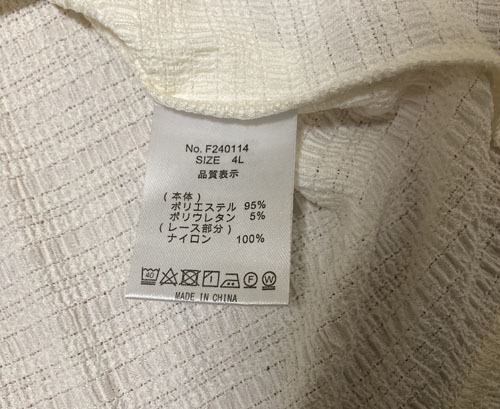 No. F240114
SIZE 4L
品質表示
(本体)
ポリエステル 95%
ポリウレタン 5%
(レース部分)
ナイロン 100%
40 F W
MADE IN CHINA